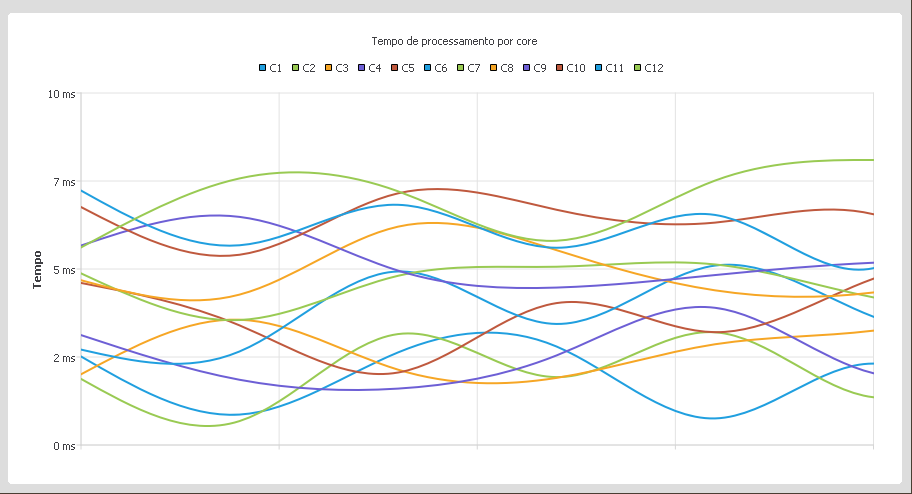 Tempo de processamento por core
C1 C2 C3 C4 C5 C6 C7 C8 C9 C10 C11 C12
10 ms
7 ms
5 ms
2 ms
0 ms
Tempo